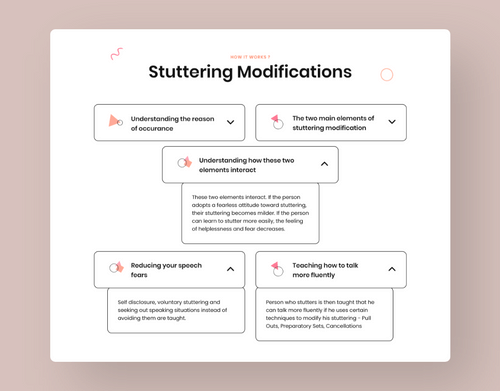 HOW IT WORKS ?
Stuttering Modifications
Understanding the reason
of occurance
The two main elements of
stuttering modification
Understanding how these two
elements interact
These two elements interact. If the person
adopts a fearless attitude toward stuttering,
their stuttering becomes milder. If the person
can learn to stutter more easily, the feeling
of helplessness and fear decreases.
Reducing your speech
fears
Self disclosure, voluntary stuttering and
seeking out speaking situations instead of
avoiding them are taught.
Teaching how to talk
more fluently
Person who stutters is then taught that he
can talk more fluently if he uses certain
techniques to modify his stuttering - Pull
Outs, Preparatory Sets, Cancellations